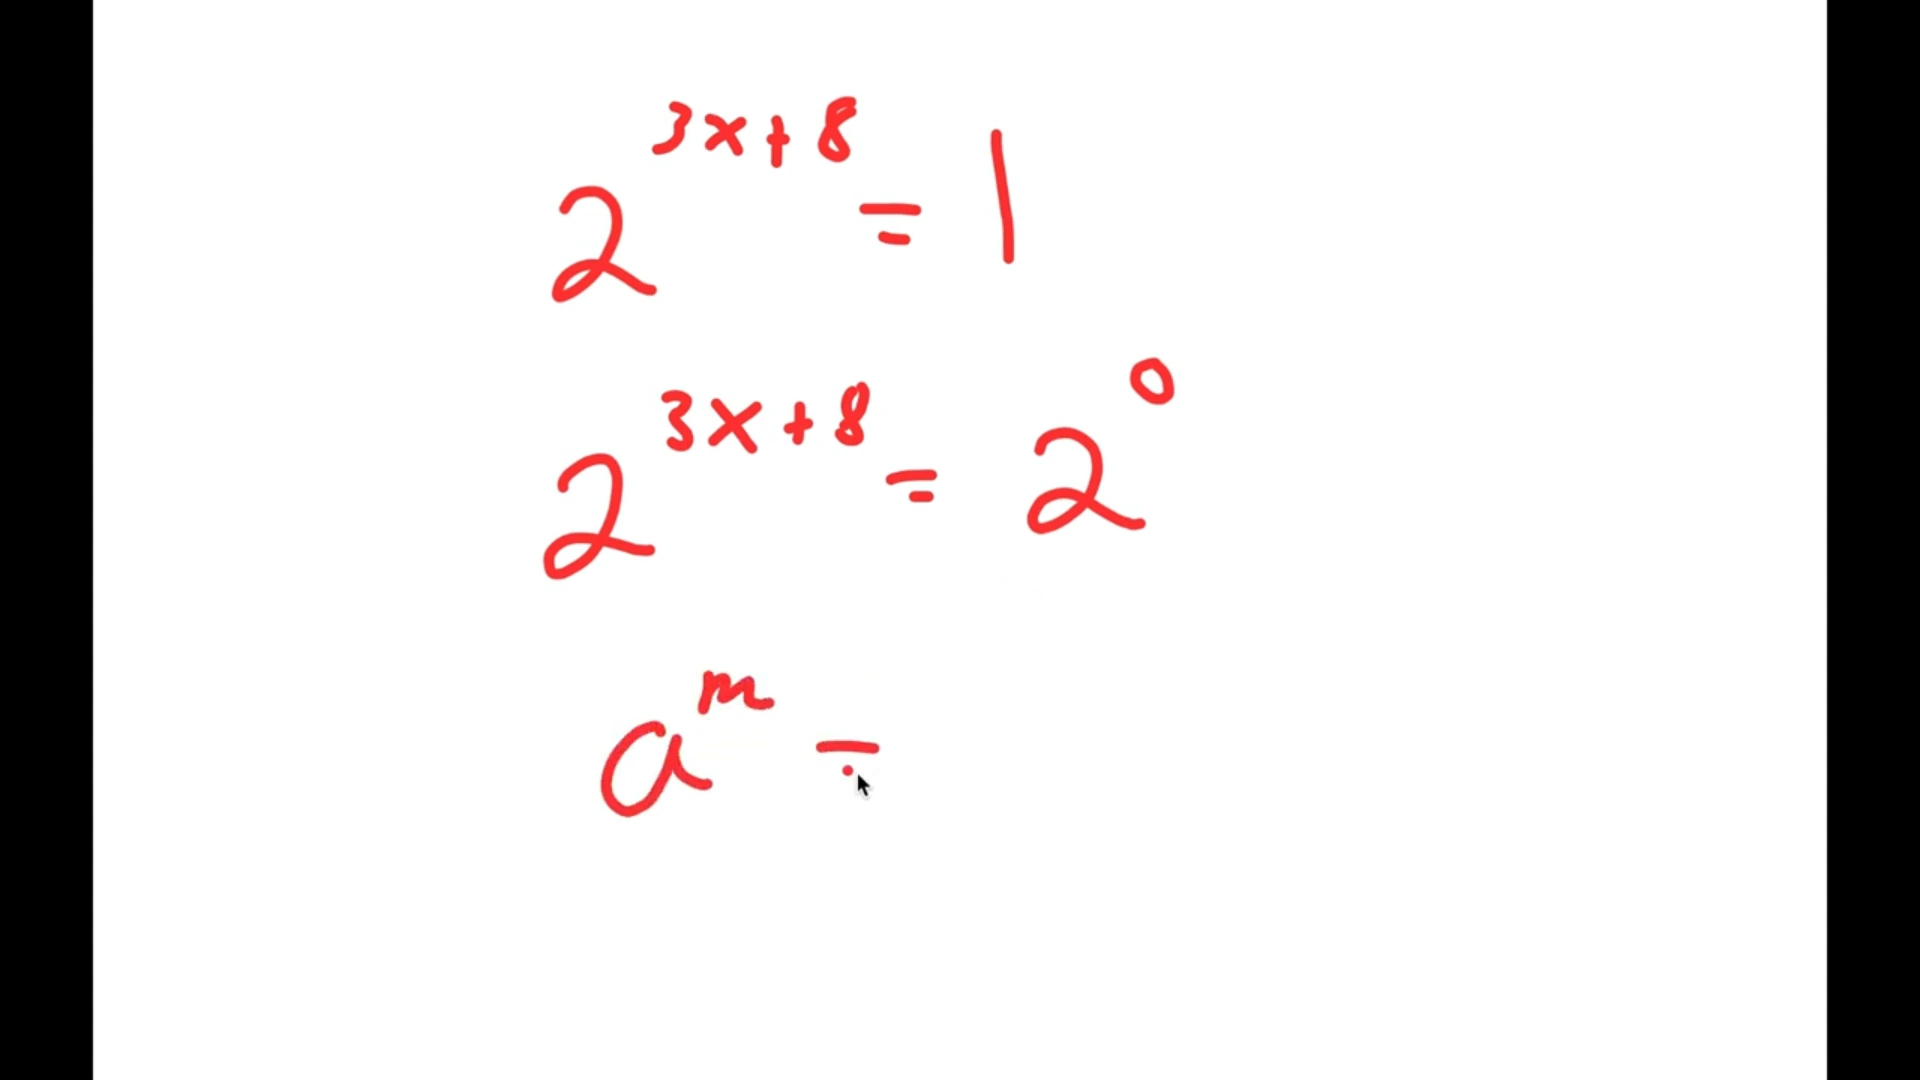 2^{3x+8} = 1
2^{3x+8} = 2^0
a^m =